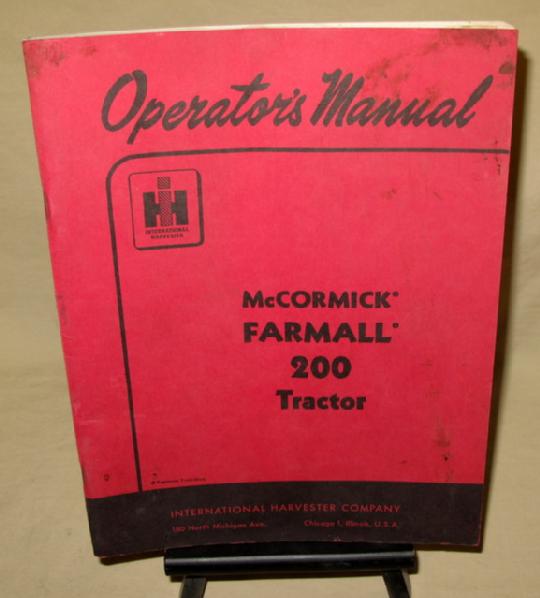 Operator's Manual
IH
INTERNATIONAL
HARVESTER
McCORMICK®
FARMALL®
200
Tractor
INTERNATIONAL HARVESTER COMPANY
180 North Michigan Ave. Chicago 1, Illinois, U.S.A.